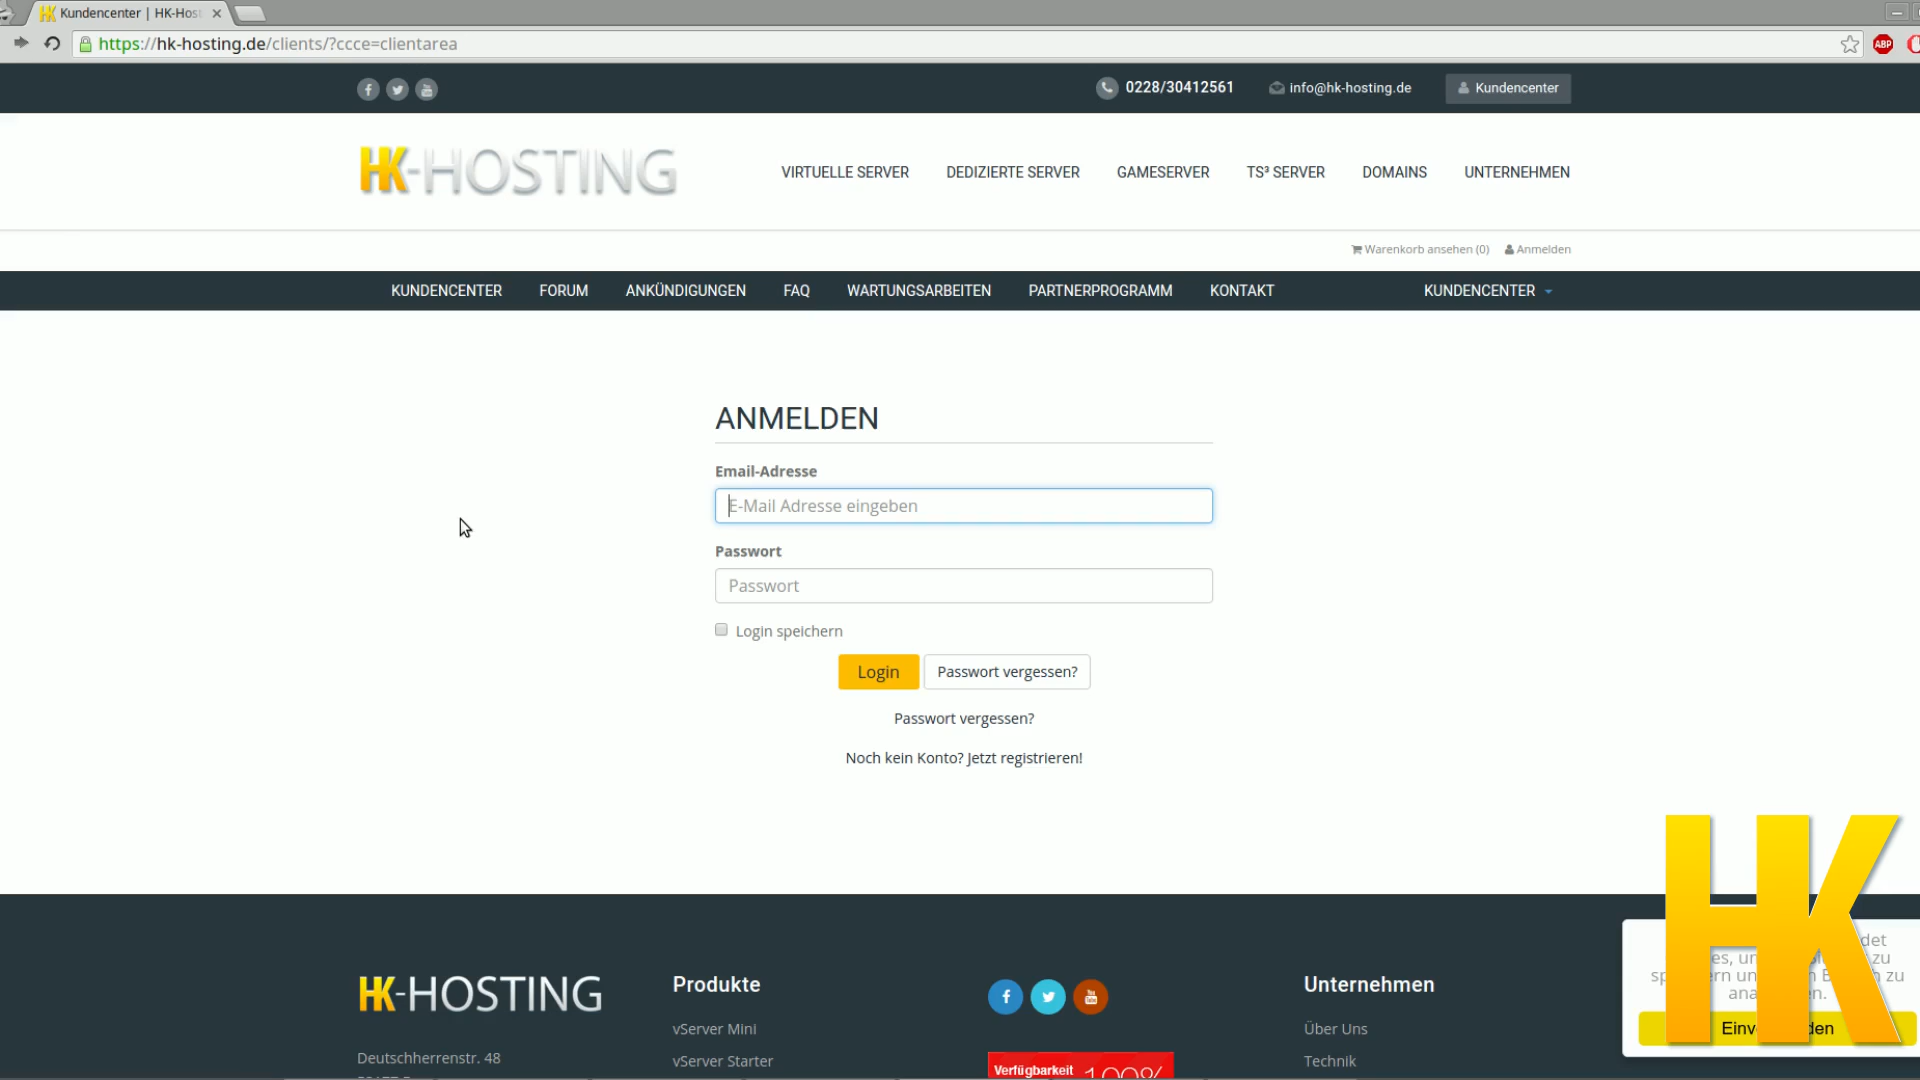 Kundencenter | HK-Hos
https://hk-hosting.de/clients/?ccce=clientarea
ABP
0228/30412561
info@hk-hosting.de
Kundencenter
HK-HOSTING
VIRTUELLE SERVER
DEDIZIERTE SERVER
GAMESERVER
TS³ SERVER
DOMAINS
UNTERNEHMEN
Warenkorb ansehen (0)
Anmelden
KUNDENCENTER
FORUM
ANKÜNDIGUNGEN
FAQ
WARTUNGSARBEITEN
PARTNERPROGRAMM
KONTAKT
KUNDENCENTER
ANMELDEN
Email-Adresse
E-Mail Adresse eingeben
Passwort
Passwort
Login speichern
Login
Passwort vergessen?
Passwort vergessen?
Noch kein Konto? Jetzt registrieren!
HK
HK-HOSTING
Deutschherrenstr. 48
Produkte
vServer Mini
vServer Starter
Verfügbarkeit 100%
Unternehmen
Über Uns
Technik